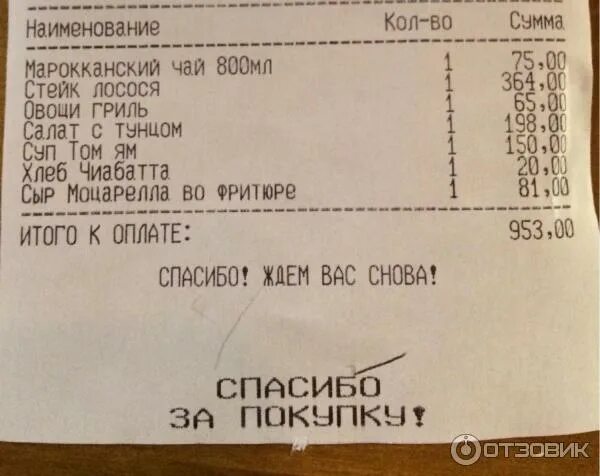 Наименование Кол-во Сумма
Марокканский чай 800мл 1 75,00
Стейк лосося 1 364,00
Овощи гриль 1 65,00
Салат с тунцом 1 198,00
Суп Том ям 1 150,00
Хлеб Чиабатта 1 20,00
Сыр Моцарелла во фритюре 1 81,00
ИТОГО К ОПЛАТЕ: 953,00
СПАСИБО! ЖДЕМ ВАС СНОВА!
СПАСИБО
ЗА ПОКУПКУ!
ОТЗОВИК